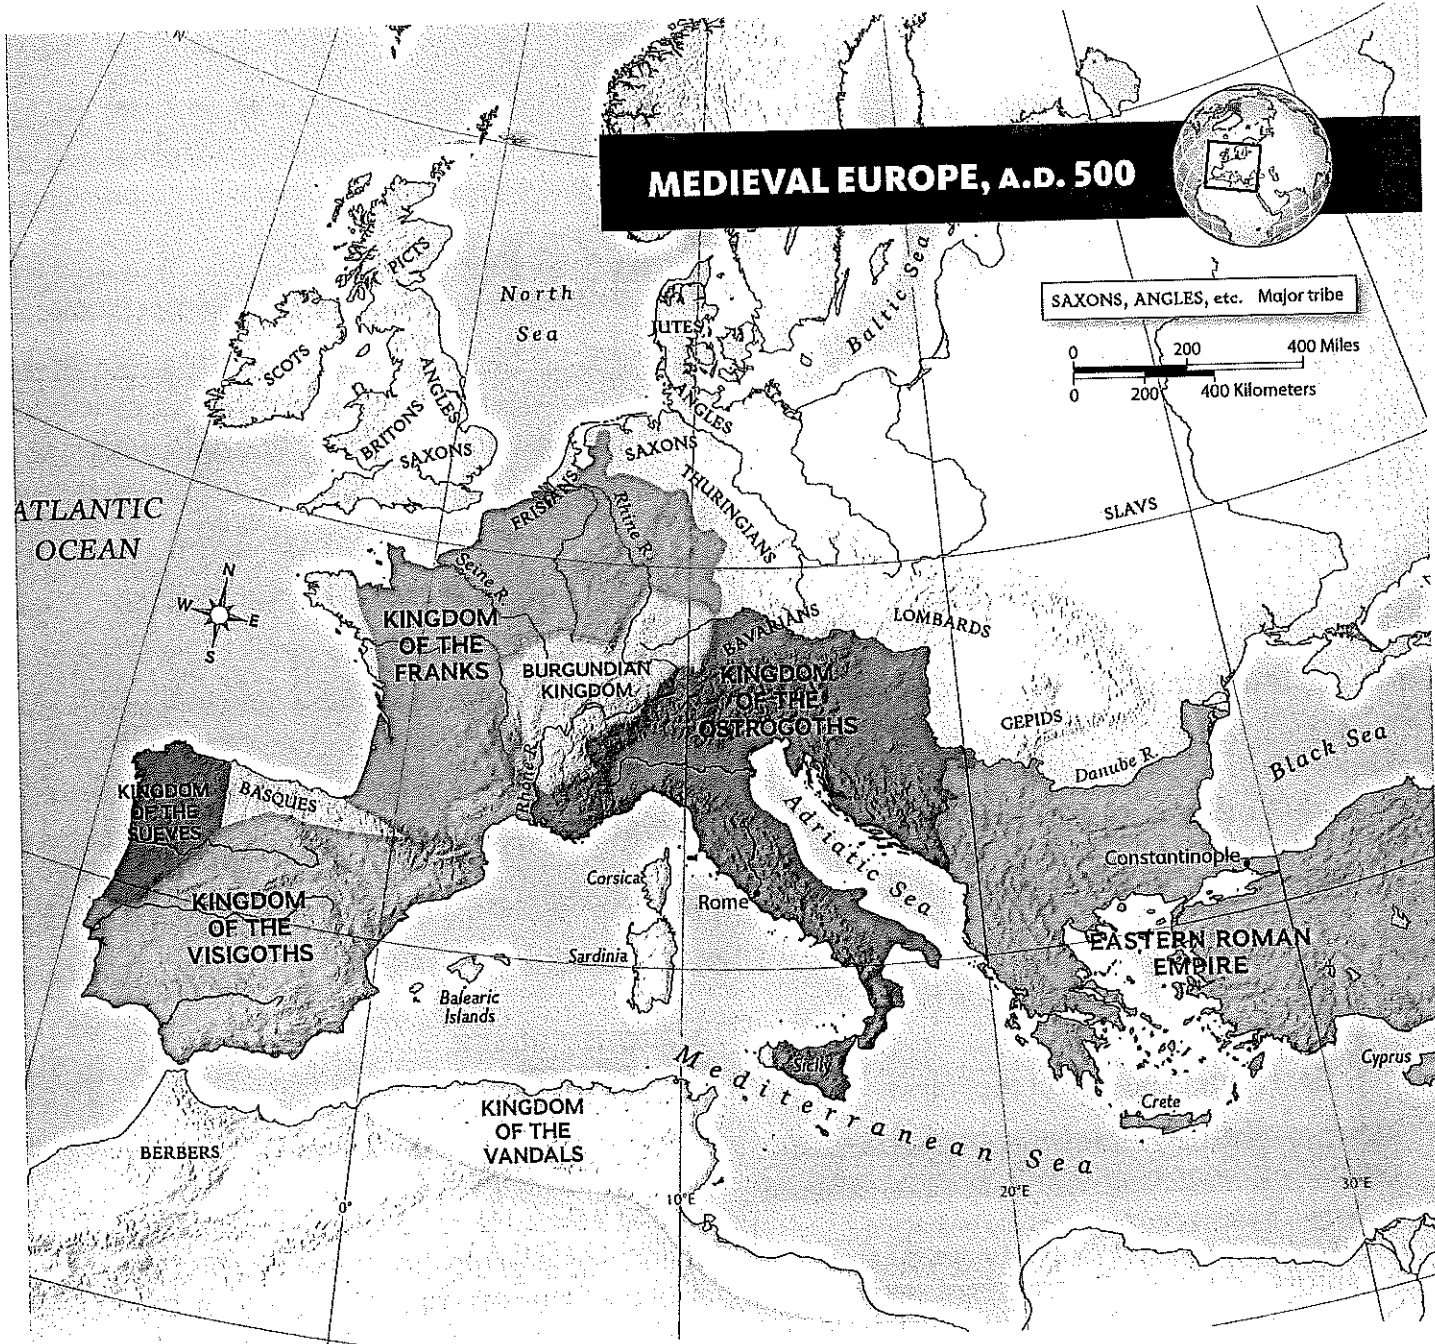 MEDIEVAL EUROPE, A.D. 500
SAXONS, ANGLES, etc. Major tribe
0 200 400 Miles
0 200 400 Kilometers
PICTS
North
Sea
Baltic Sea
JUTES
SCOTS
ANGLES
BRITONS
SAXONS
ANGLES
SAXONS
FRISIANS
Rhine R.
THURINGIANS
SLAVS
ATLANTIC
OCEAN
N
W E
S
Seine R.
KINGDOM
OF THE
FRANKS
BURGUNDIAN
KINGDOM
BAVARIANS
LOMBARDS
KINGDOM
OF THE
OSTROGOTHS
GEPIDS
Danube R.
Black Sea
KINGDOM
OF THE
SUEVES
BASQUES
Rhône R.
Adriatic Sea
Constantinople
Corsica
Rome
KINGDOM
OF THE
VISIGOTHS
Sardinia
EASTERN ROMAN
EMPIRE
Balearic
Islands
Sicily
Cyprus
Crete
Mediterranean Sea
KINGDOM
OF THE
VANDALS
BERBERS
0°
10°E
20°E
30°E